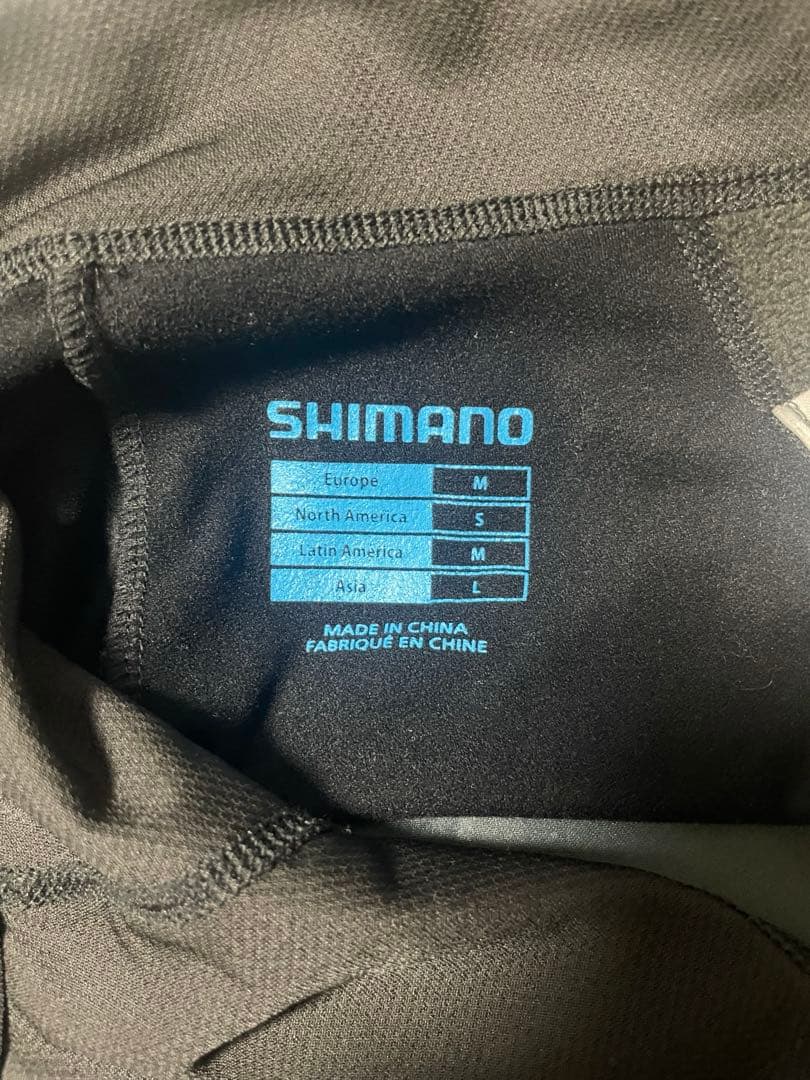 SHIMANO
Europe M
North America S
Latin America M
Asia L
MADE IN CHINA
FABRIQUÉ EN CHINE